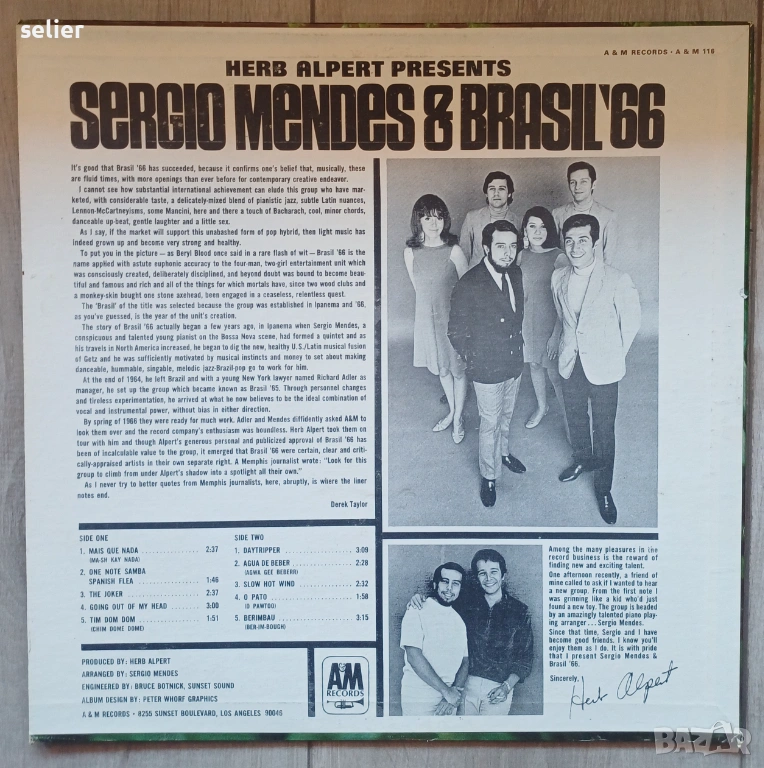 selier
A & M RECORDS · A & M 116
HERB ALPERT PRESENTS
SERGIO MENDES & BRASIL '66
It's good that Brasil '66 has succeeded, because it confirms one's belief that, musically, these
are fluid times, with more openings than ever before for contemporary creative endeavor.
I cannot see how substantial international achievement can elude this group who have mar-
keted, with considerable taste, a delicately-mixed blend of pianistic jazz, subtle Latin nuances,
Lennon-McCartneyisms, some Mancini, here and there a touch of Bacharach, cool, minor chords,
danceable up-beat, gentle laughter and a little sex.
As I say, if the market will support this unabashed form of pop hybrid, then light music has
indeed grown up and become very strong and healthy.
To put you in the picture — as Beryl Blood once said in a rare flash of wit — Brasil '66 is the
name applied with astute euphonic accuracy to the four-man, two-girl entertainment unit which
was consciously created, deliberately disciplined, and beyond doubt was bound to become beau-
tiful and famous and rich and all of the things for which mortals have, since two wood clubs and
a monkey-skin bought one stone axehead, been engaged in a ceaseless, relentless quest.
The 'Brasil' of the title was selected because the group was established in Ipanema and '66,
as you've guessed, is the year of the unit's creation.
The story of Brasil '66 actually began a few years ago, in Ipanema when Sergio Mendes, a
conspicuous and talented young pianist on the Bossa Nova scene, had formed a quintet and as
his travels in North America increased, he began to dig the new, healthy U.S./Latin musical fusion
of Getz and he was sufficiently motivated by musical instincts and money to set about making
danceable, hummable, singable, melodic jazz-Brazil-pop go to work for him.
At the end of 1964, he left Brazil and with a young New York lawyer named Richard Adler as
manager, he set up the group which became known as Brasil '65. Through personnel changes
and tireless experimentation, he arrived at what he now believes to be the ideal combination of
vocal and instrumental power, without bias in either direction.
By spring of 1966 they were ready for much work. Adler and Mendes diffidently asked A&M to
look them over and the record company's enthusiasm was boundless. Herb Alpert took them on
tour with him and though Alpert's generous personal and publicized approval of Brasil '66 has
been of incalculable value to the group, it emerged that Brasil '66 were certain, clear and criti-
cally-appraised artists in their own separate right. A Memphis journalist wrote: "Look for this
group to climb from under Alpert's shadow into a spotlight all their own."
As I never try to better quotes from Memphis journalists, here, abruptly, is where the liner
notes end.
Derek Taylor
SIDE ONE
1. MAIS QUE NADA 2:37
(MA-SH KAY NADA)
2. ONE NOTE SAMBA
SPANISH FLEA 1:46
3. THE JOKER 2:37
4. GOING OUT OF MY HEAD 3:00
5. TIM DOM DOM 1:51
(CHIM DOME DOME)
SIDE TWO
1. DAYTRIPPER 3:09
2. AGUA DE BEBER 2:28
(AGWA GEE BEBERR)
3. SLOW HOT WIND 2:32
4. O PATO 1:58
(O PAWTOO)
5. BERIMBAU 3:15
(BER-IM-BOUGH)
PRODUCED BY: HERB ALPERT
ARRANGED BY: SERGIO MENDES
ENGINEERED BY: BRUCE BOTNICK, SUNSET SOUND
ALBUM DESIGN BY: PETER WHORF GRAPHICS
A & M RECORDS · 8255 SUNSET BOULEVARD, LOS ANGELES 90046
A&M
RECORDS
Among the many pleasures in the
record business is the reward of
finding new and exciting talent.
One afternoon recently, a friend of
mine called to ask if I wanted to hear
a new group. From the first note I
was grinning like a kid who'd just
found a new toy. The group is headed
by an amazingly talented piano play-
ing arranger ... Sergio Mendes.
Since that time, Sergio and I have
become good friends. I know you'll
enjoy them as I do. It is with pride
that I present Sergio Mendes &
Brasil '66.
Sincerely,
Herb Alpert
BAZAR